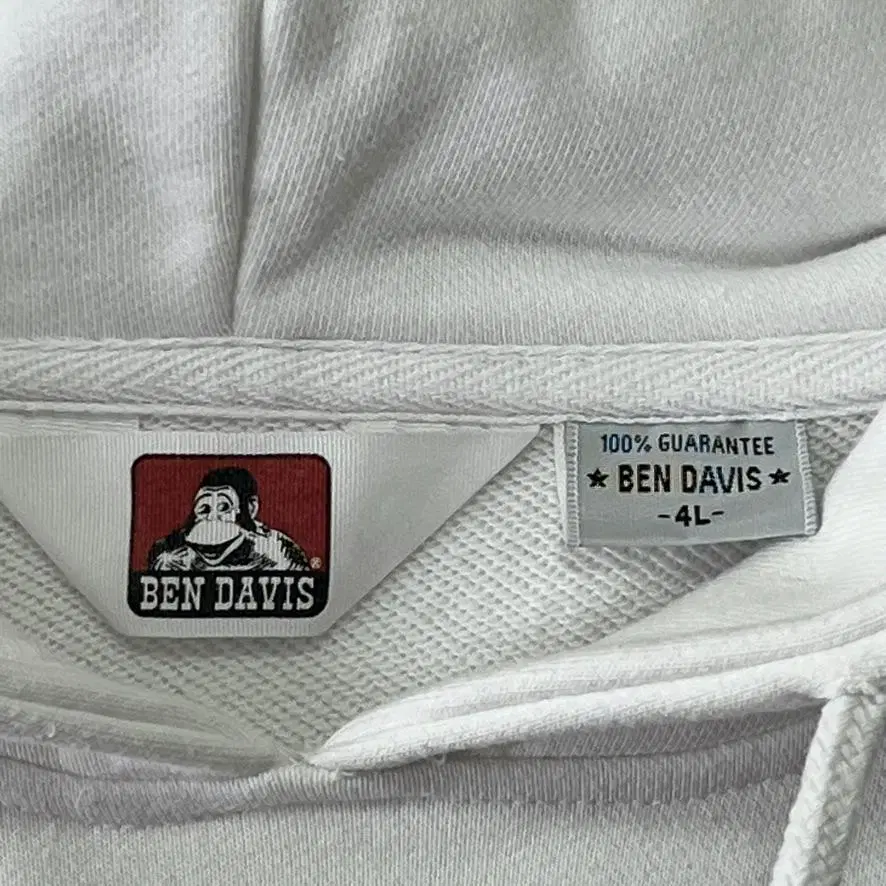 BEN DAVIS
100% GUARANTEE
★ BEN DAVIS ★
-4L-